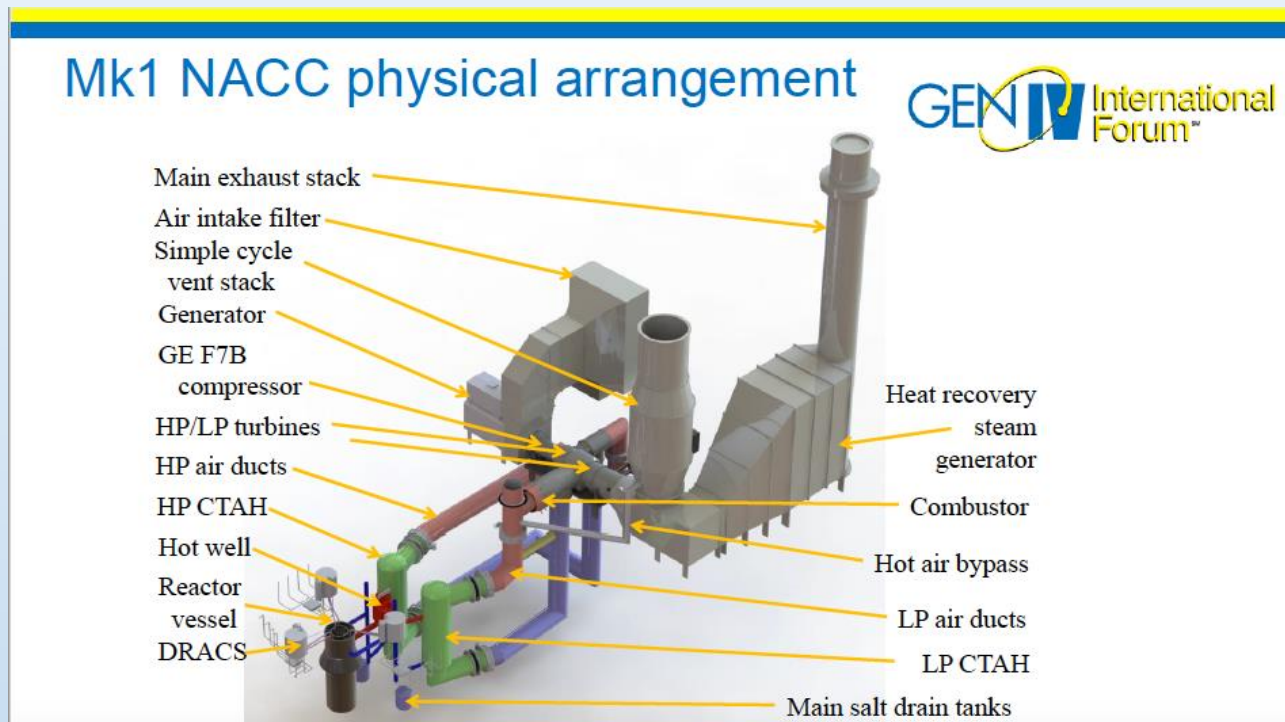 Mk1 NACC physical arrangement
GEN IV International
Forum℠
Main exhaust stack
Air intake filter
Simple cycle
vent stack
Generator
GE F7B
compressor
HP/LP turbines
HP air ducts
HP CTAH
Hot well
Reactor
vessel
DRACS
Heat recovery
steam
generator
Combustor
Hot air bypass
LP air ducts
LP CTAH
Main salt drain tanks